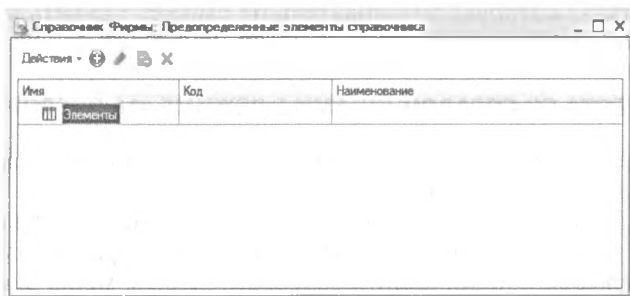 Справочник Фирмы: Предопределенные элементы справочника
Действия
Имя Код Наименование
Элементы